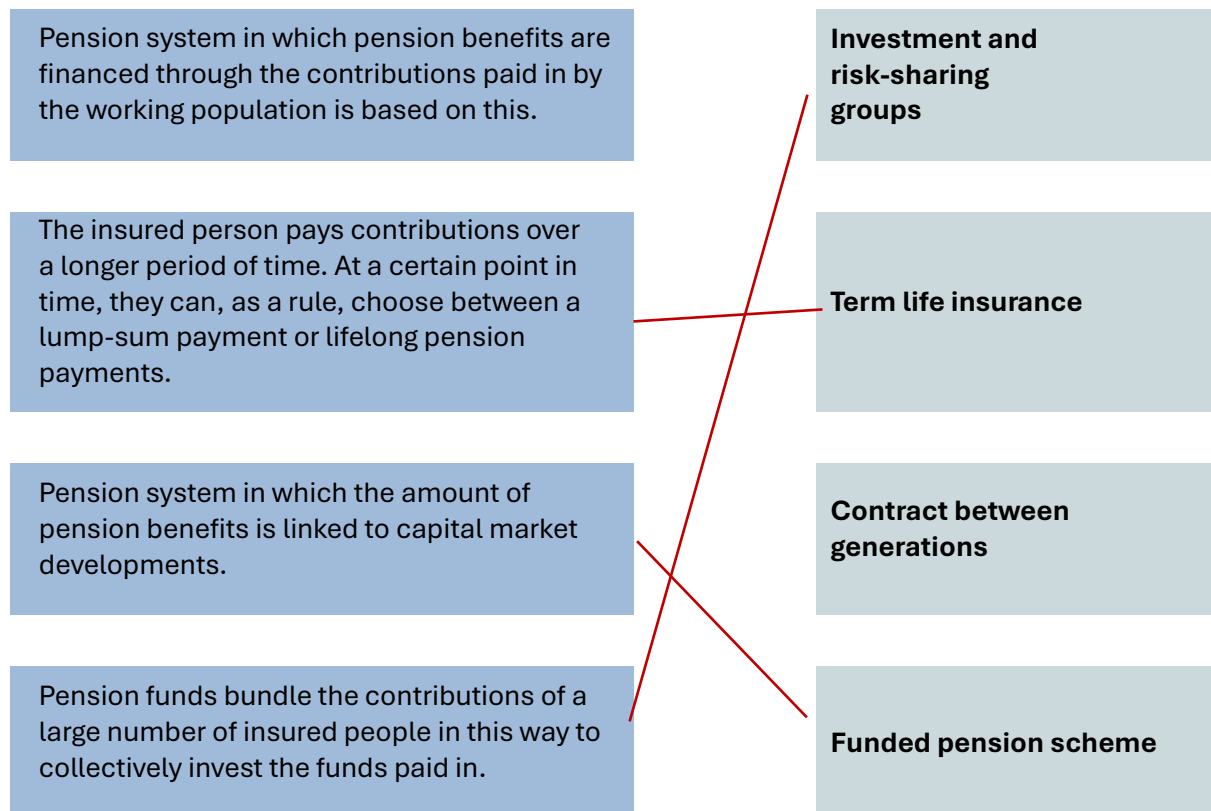 Pension system in which pension benefits are
financed through the contributions paid in by
the working population is based on this.
Investment and
risk-sharing
groups
The insured person pays contributions over
a longer period of time. At a certain point in
time, they can, as a rule, choose between a
lump-sum payment or lifelong pension
payments.
Term life insurance
Pension system in which the amount of
pension benefits is linked to capital market
developments.
Contract between
generations
Pension funds bundle the contributions of a
large number of insured people in this way to
collectively invest the funds paid in.
Funded pension scheme